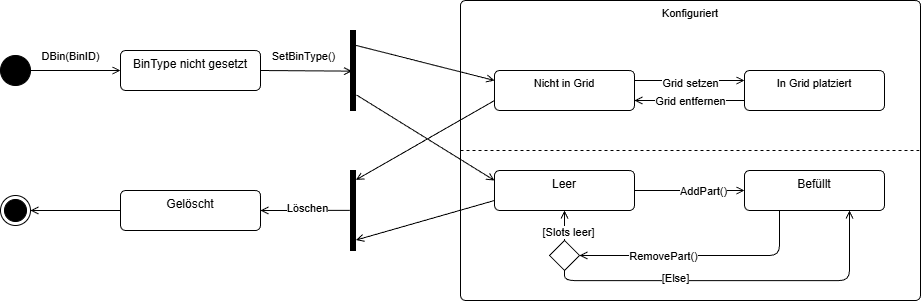 Konfiguriert
DBin(BinID)
BinType nicht gesetzt
SetBinType()
Nicht in Grid
Grid setzen
In Grid platziert
Grid entfernen
Leer
AddPart()
Befüllt
Gelöscht
Löschen
[Slots leer]
RemovePart()
[Else]